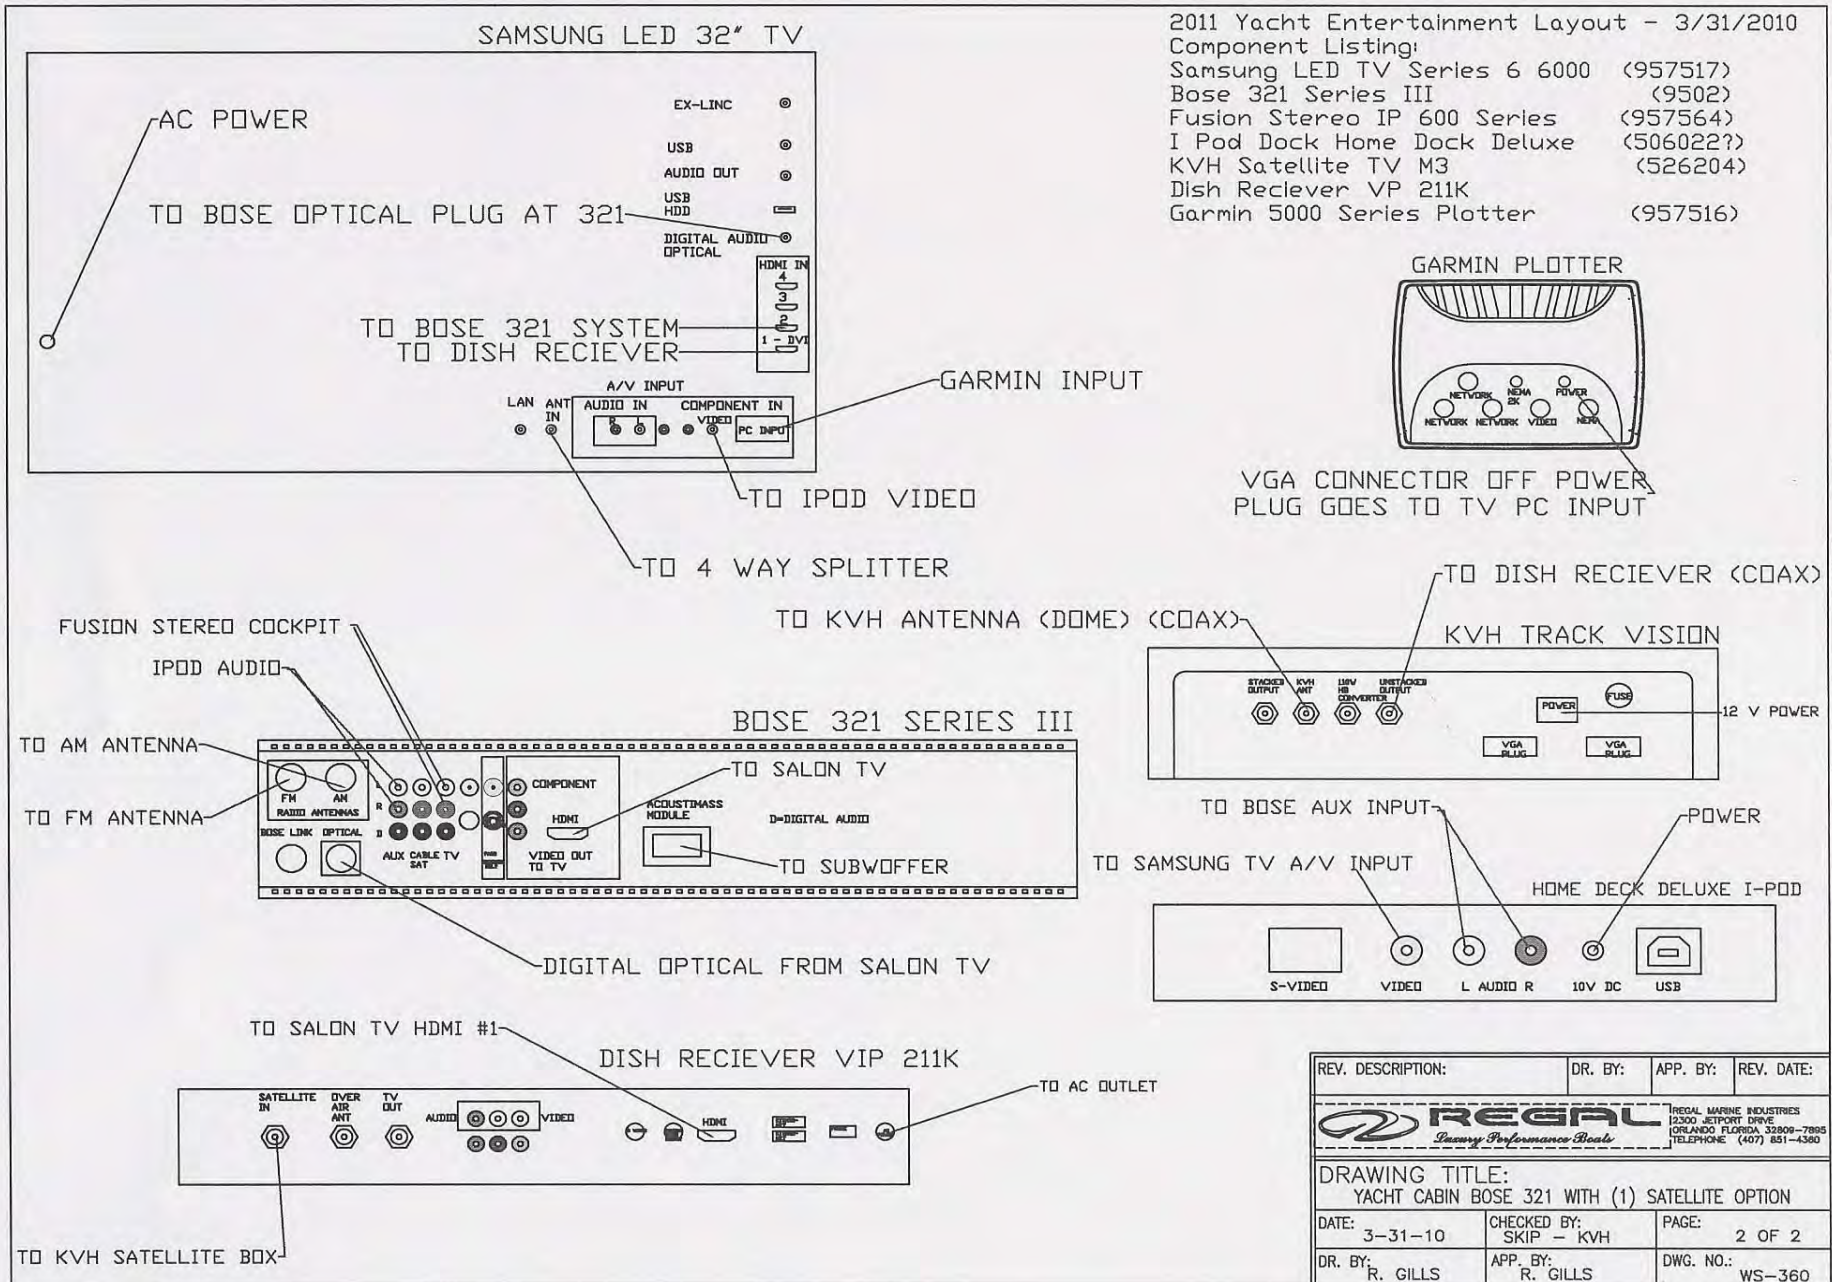 SAMSUNG LED 32" TV
AC POWER
EX-LINC
USB
AUDIO OUT
USB
HDD
TO BOSE OPTICAL PLUG AT 321
DIGITAL AUDIO
OPTICAL
HDMI IN
4
3
2
1 - DVI
TO BOSE 321 SYSTEM
TO DISH RECIEVER
A/V INPUT
LAN
ANT
IN
AUDIO IN
COMPONENT IN
R
L
VIDEO
PC INPUT
GARMIN INPUT
TO IPOD VIDEO
TO 4 WAY SPLITTER
2011 Yacht Entertainment Layout - 3/31/2010
Component Listing:
Samsung LED TV Series 6 6000 (957517)
Bose 321 Series III (9502)
Fusion Stereo IP 600 Series (957564)
I Pod Dock Home Dock Deluxe (506022?)
KVH Satellite TV M3 (526204)
Dish Reciever VP 211K
Garmin 5000 Series Plotter (957516)
GARMIN PLOTTER
NETWORK
NEMA
2K
POWER
NETWORK NETWORK VIDEO NEMA
VGA CONNECTOR OFF POWER
PLUG GOES TO TV PC INPUT
TO DISH RECIEVER (COAX)
TO KVH ANTENNA (DOME) (COAX)
KVH TRACK VISION
STACKED
OUTPUT
KVH
ANT
HB
CONVERTER
UNSTACKED
OUTPUT
POWER
FUSE
12 V POWER
VGA
PLUG
VGA
PLUG
FUSION STEREO COCKPIT
IPOD AUDIO
BOSE 321 SERIES III
TO AM ANTENNA
TO FM ANTENNA
FM
AM
RADIO ANTENNAS
BOSE LINK
OPTICAL
L
R
D
AUX CABLE TV
SAT
COMPONENT
HDMI
VIDEO OUT
TO TV
TO SALON TV
ACOUSTIMASS
MODULE
D=DIGITAL AUDIO
TO SUBWOFFER
DIGITAL OPTICAL FROM SALON TV
TO BOSE AUX INPUT
POWER
TO SAMSUNG TV A/V INPUT
HOME DECK DELUXE I-POD
S-VIDEO
VIDEO
L AUDIO R
10V DC
USB
TO SALON TV HDMI #1
DISH RECIEVER VIP 211K
TO AC OUTLET
SATELLITE
IN
OVER
AIR
ANT
TV
OUT
AUDIO
VIDEO
HDMI
TO KVH SATELLITE BOX
REV. DESCRIPTION:
DR. BY:
APP. BY:
REV. DATE:
REGAL
Luxury Performance Boats
REGAL MARINE INDUSTRIES
2300 JETPORT DRIVE
ORLANDO FLORIDA 32809-7895
TELEPHONE (407) 851-4360
DRAWING TITLE:
YACHT CABIN BOSE 321 WITH (1) SATELLITE OPTION
DATE:
3-31-10
CHECKED BY:
SKIP - KVH
PAGE:
2 OF 2
DR. BY:
R. GILLS
APP. BY:
R. GILLS
DWG. NO.:
WS-360